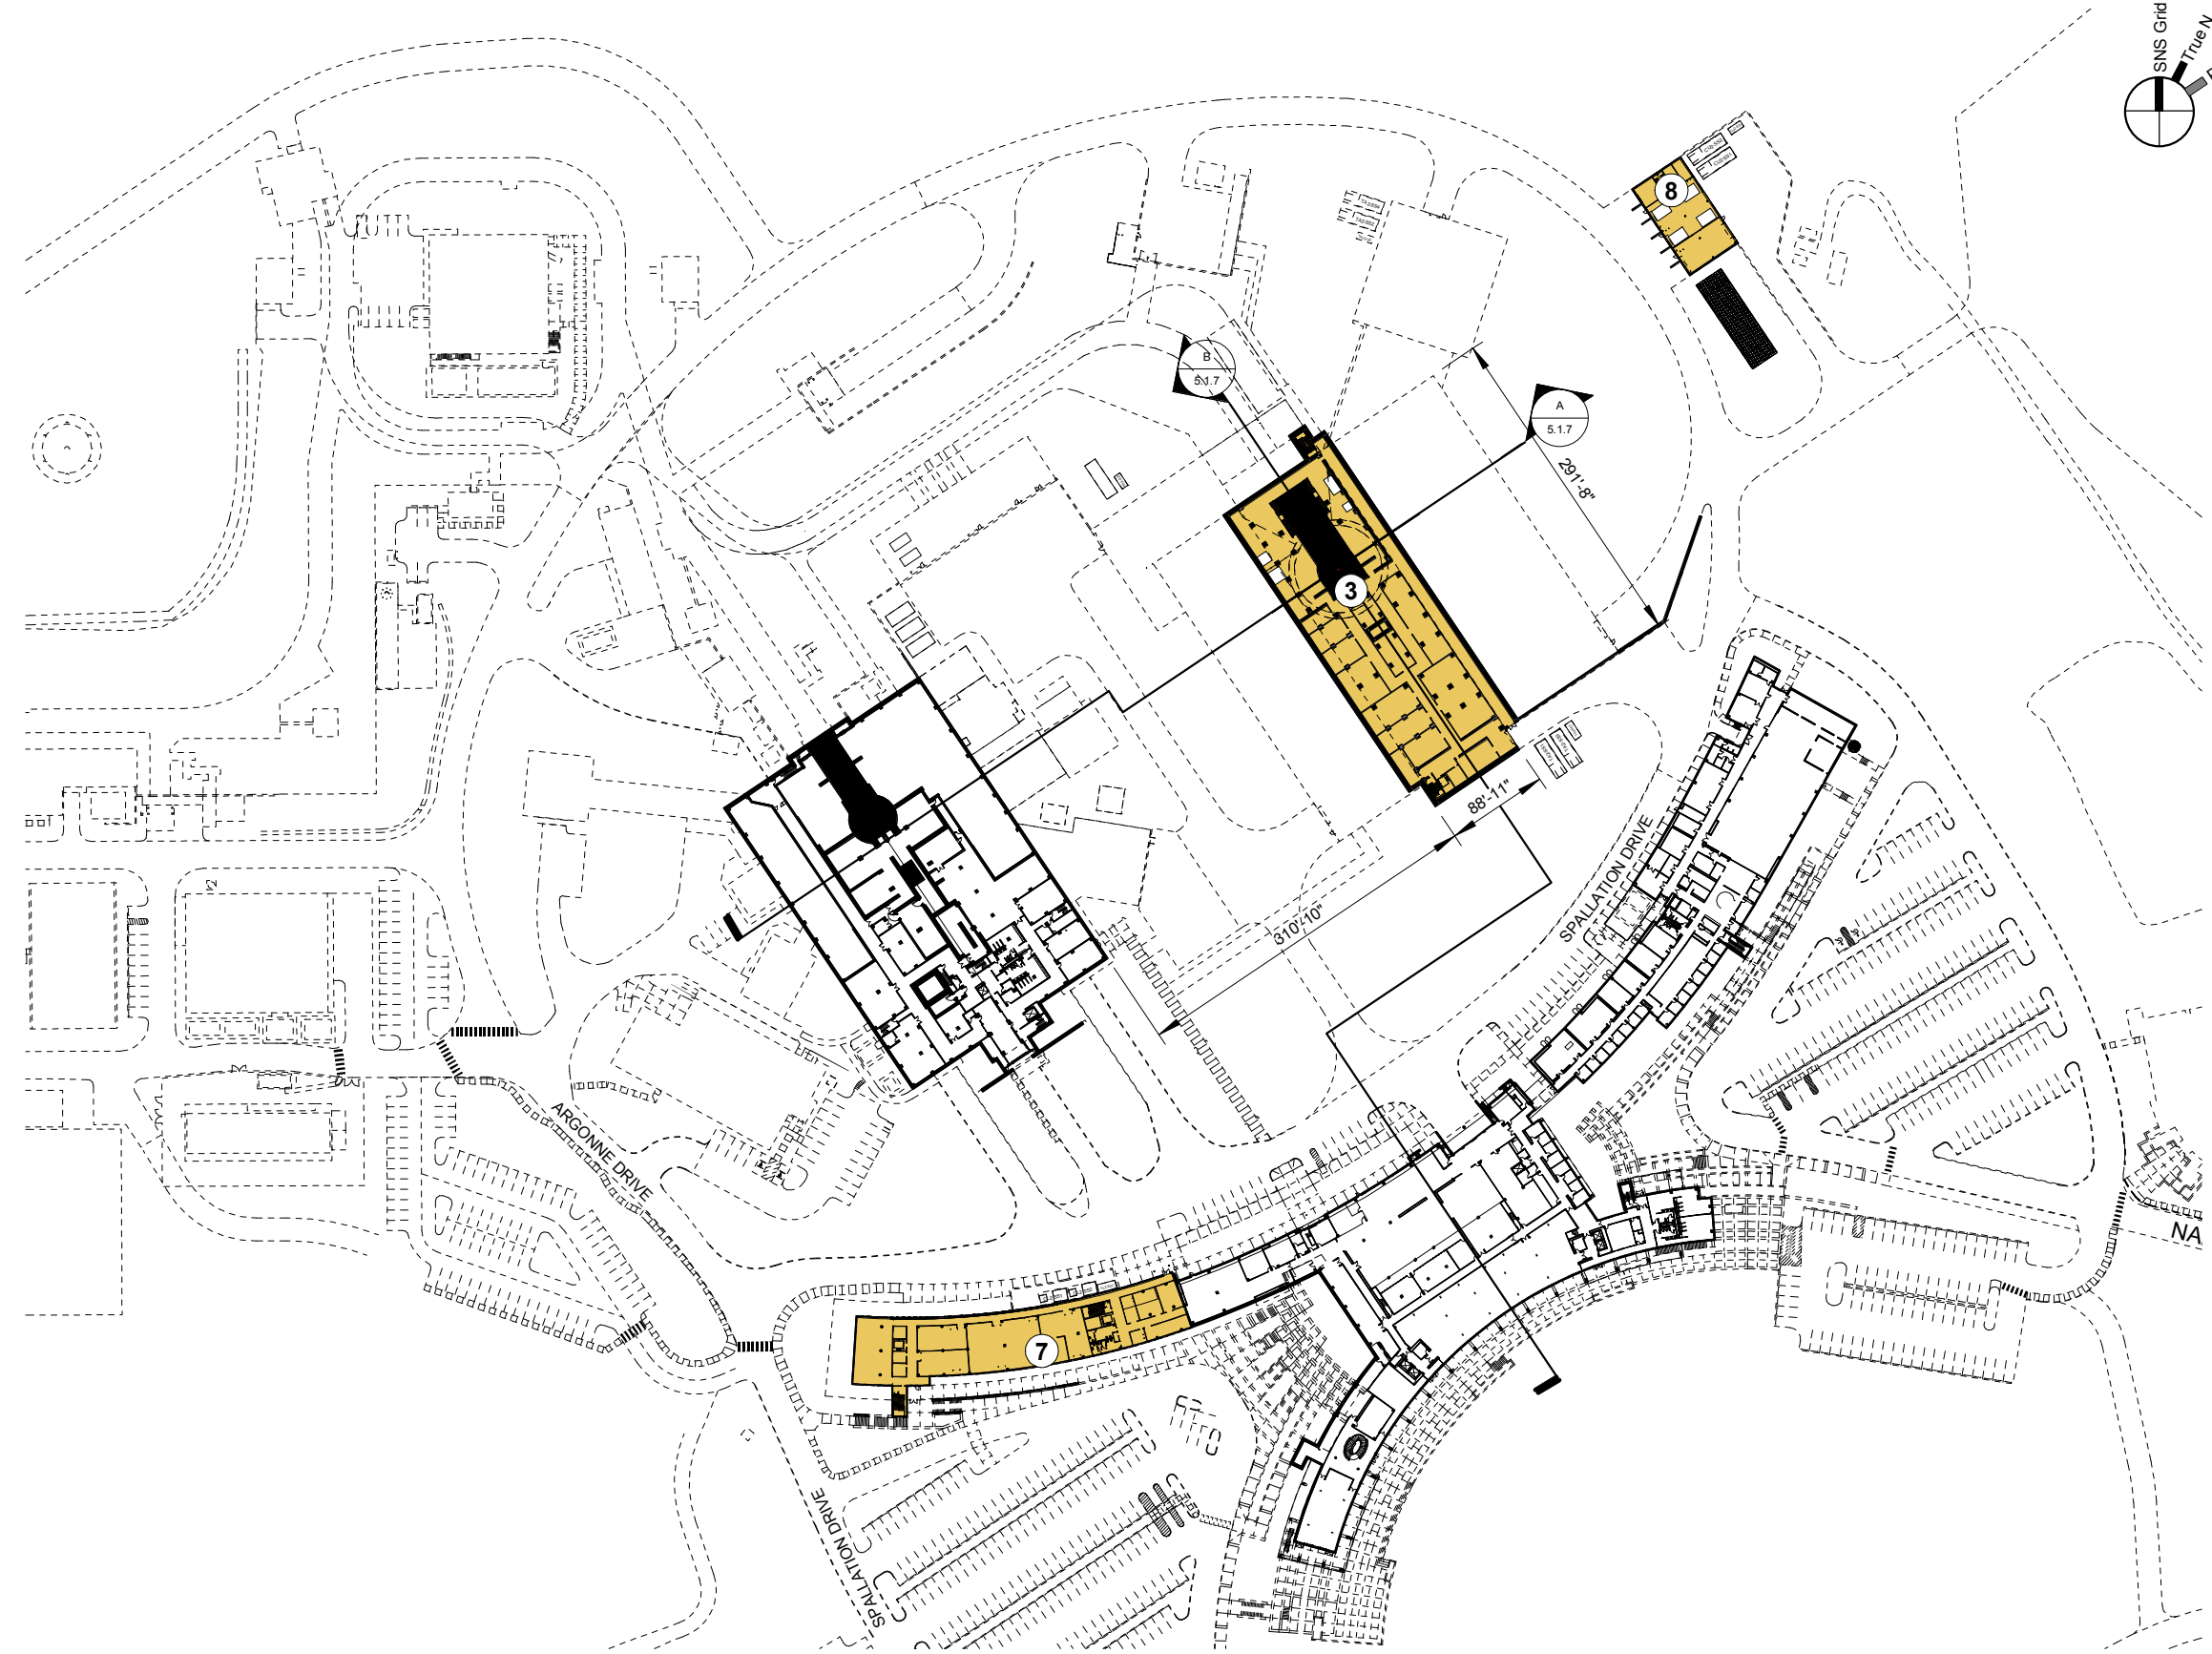 SNS Grid
True N
8
B
5.1.7
A
5.1.7
291'-8"
3
88'-11"
310'-10"
SPALLATION DRIVE
ARGONNE DRIVE
NA
7
SPALLATION DRIVE